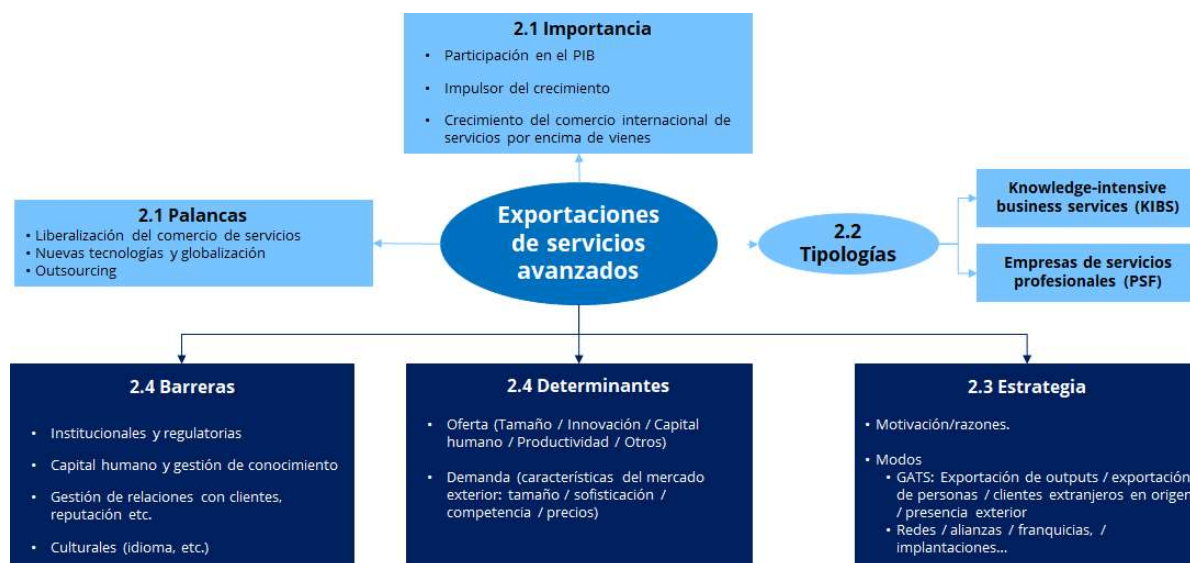 2.1 Importancia
• Participación en el PIB
• Impulsor del crecimiento
• Crecimiento del comercio internacional de
servicios por encima de vienes
2.1 Palancas
• Liberalización del comercio de servicios
• Nuevas tecnologías y globalización
• Outsourcing
Exportaciones
de servicios
avanzados
2.2
Tipologías
Knowledge-intensive
business services (KIBS)
Empresas de servicios
profesionales (PSF)
2.4 Barreras
• Institucionales y regulatorias
• Capital humano y gestión de conocimiento
• Gestión de relaciones con clientes,
reputación etc.
• Culturales (idioma, etc.)
2.4 Determinantes
• Oferta (Tamaño / Innovación / Capital
humano / Productividad / Otros)
• Demanda (características del mercado
exterior: tamaño / sofisticación /
competencia / precios)
2.3 Estrategia
• Motivación/razones.
• Modos
• GATS: Exportación de outputs / exportación
de personas / clientes extranjeros en origen
/ presencia exterior
• Redes / alianzas / franquicias, /
implantaciones...